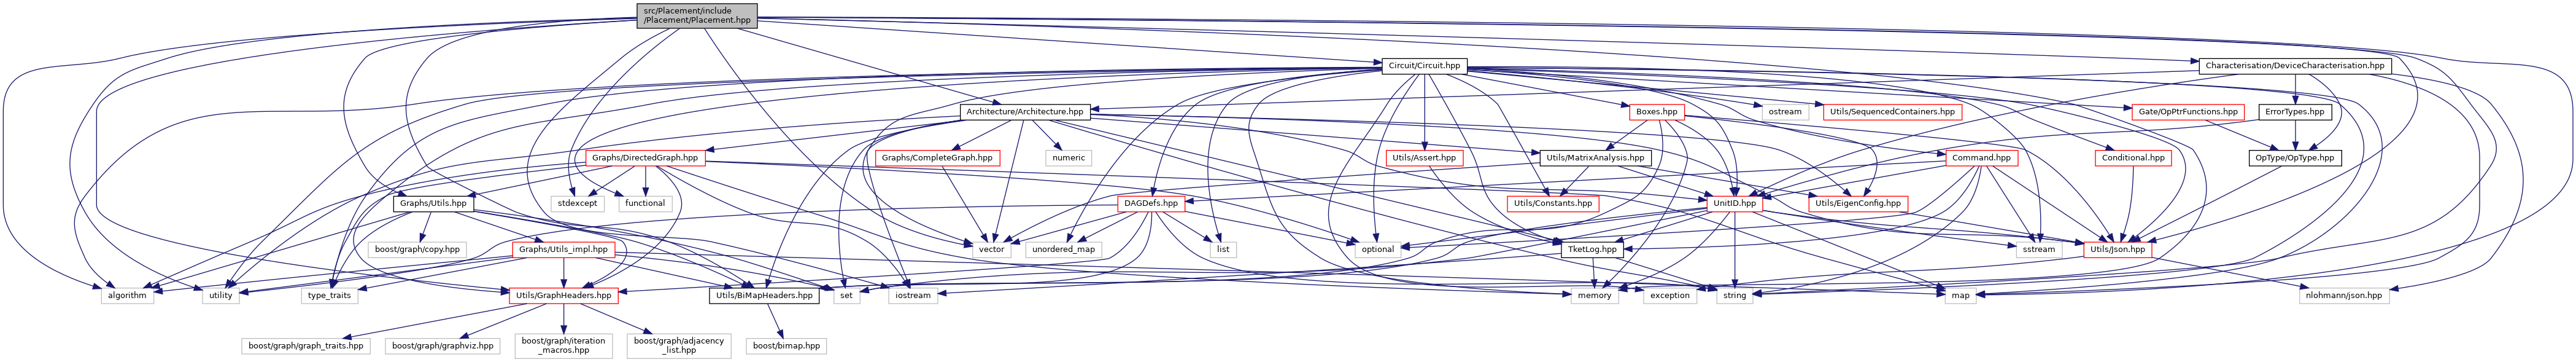 src/Placement/include
/Placement/Placement.hpp
Circuit/Circuit.hpp
Characterisation/DeviceCharacterisation.hpp
Architecture/Architecture.hpp
Boxes.hpp
ostream
Utils/SequencedContainers.hpp
Gate/OpPtrFunctions.hpp
ErrorTypes.hpp
Graphs/DirectedGraph.hpp
Graphs/CompleteGraph.hpp
numeric
Utils/Assert.hpp
Utils/MatrixAnalysis.hpp
Command.hpp
Conditional.hpp
OpType/OpType.hpp
Graphs/Utils.hpp
stdexcept
functional
DAGDefs.hpp
Utils/Constants.hpp
UnitID.hpp
Utils/EigenConfig.hpp
boost/graph/copy.hpp
Graphs/Utils_impl.hpp
vector
unordered_map
list
optional
TketLog.hpp
sstream
Utils/Json.hpp
algorithm
utility
type_traits
Utils/GraphHeaders.hpp
Utils/BiMapHeaders.hpp
set
iostream
memory
exception
string
map
nlohmann/json.hpp
boost/graph/graph_traits.hpp
boost/graph/graphviz.hpp
boost/graph/iteration
_macros.hpp
boost/graph/adjacency
_list.hpp
boost/bimap.hpp